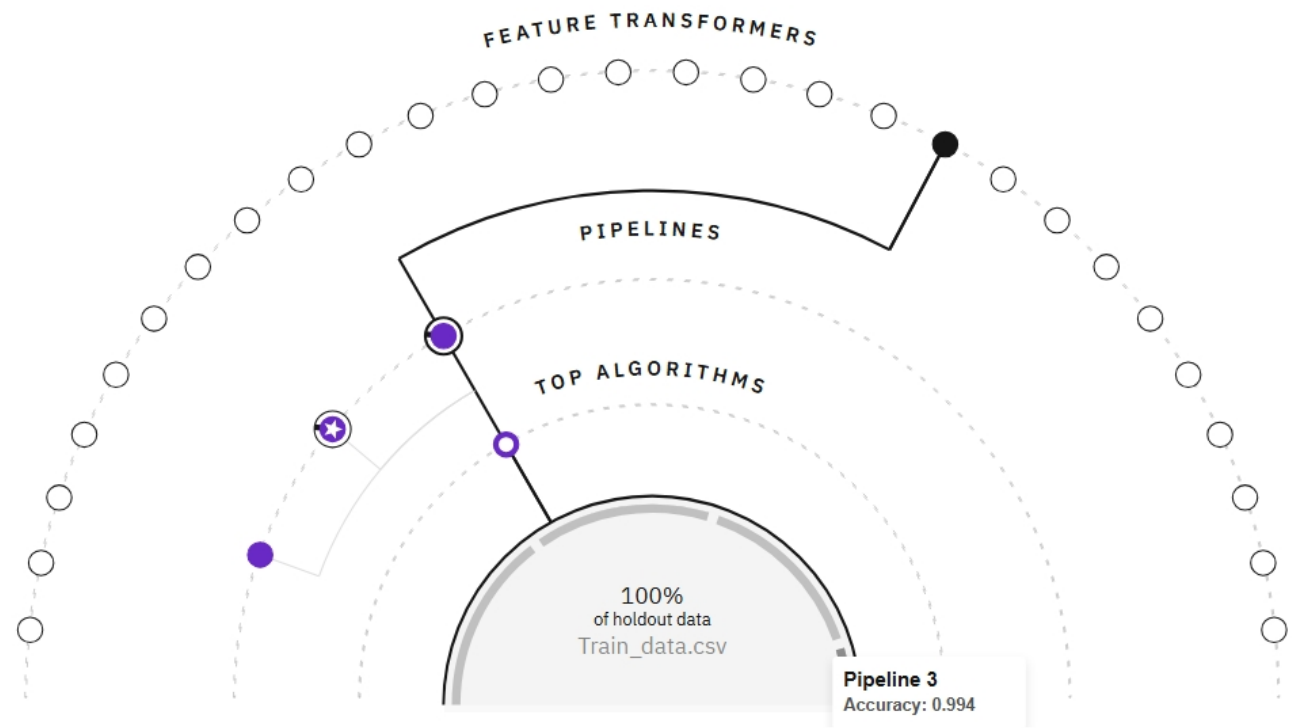 FEATURE TRANSFORMERS
PIPELINES
TOP ALGORITHMS
100%
of holdout data
Train_data.csv
Pipeline 3
Accuracy: 0.994